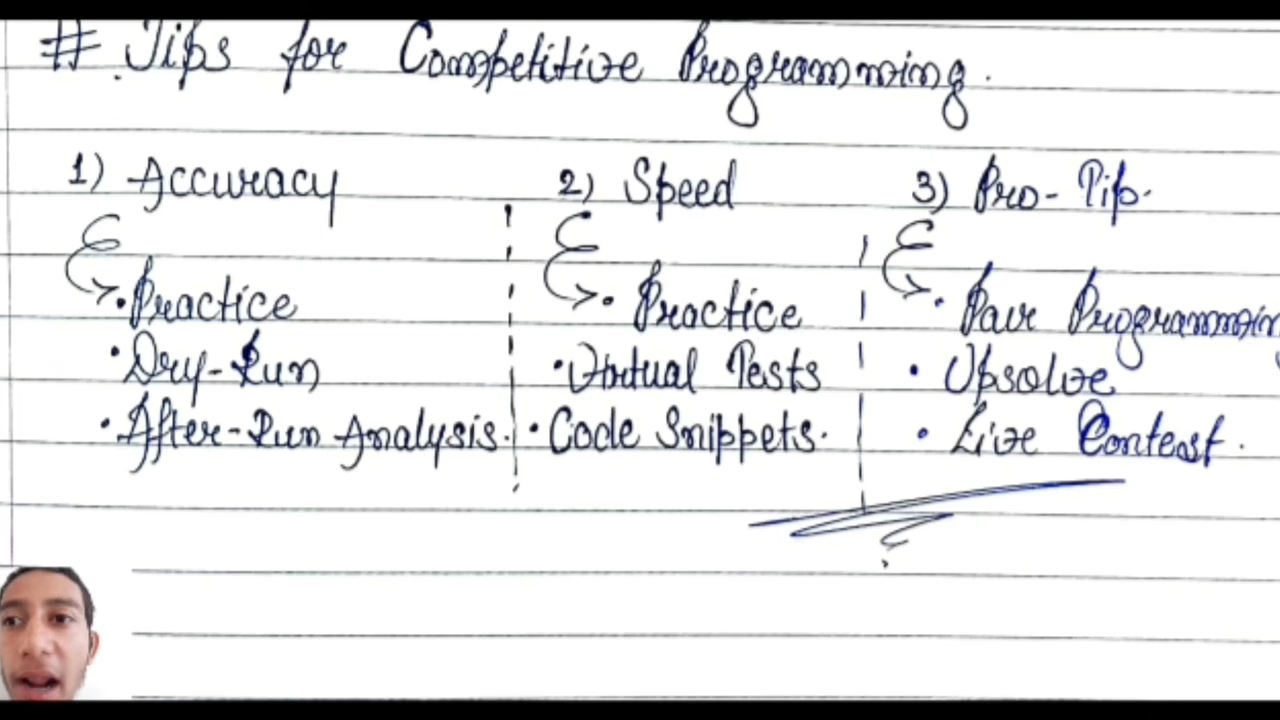 # Tips for Competitive Programming.
1) Accuracy 2) Speed 3) Pro-Tip.
• Practice • Practice • Pair Programming
• Dry-Run • Virtual Tests • Upsolve
• After-Run Analysis. • Code Snippets. • Live Contest.